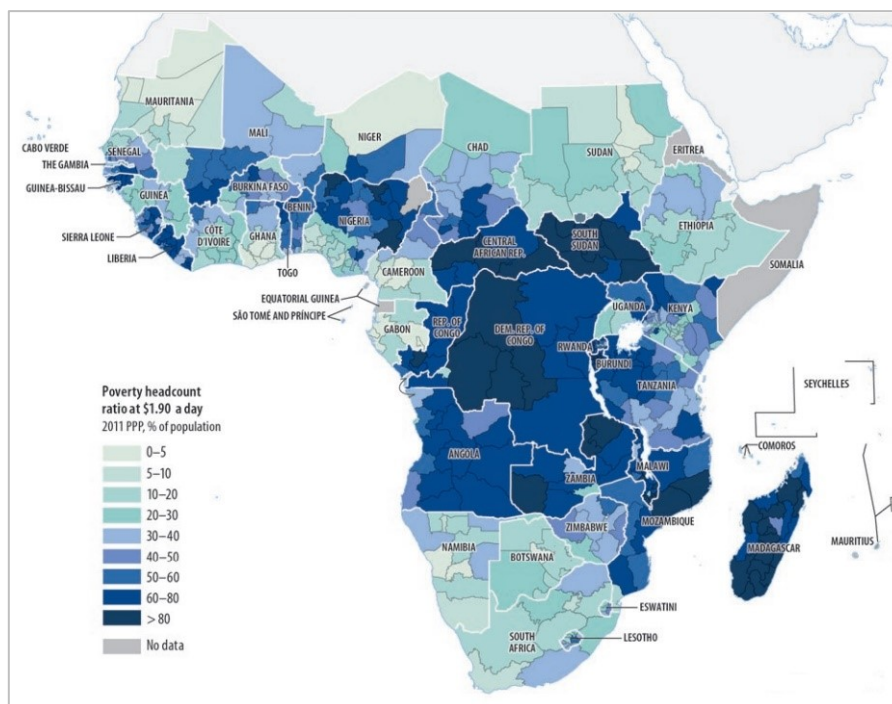 MAURITANIA
MALI
NIGER
CHAD
SUDAN
ERITREA
CABO VERDE
SENEGAL
THE GAMBIA
GUINEA-BISSAU
GUINEA
BURKINA FASO
BENIN
NIGERIA
ETHIOPIA
SIERRA LEONE
CÔTE
D'IVOIRE
GHANA
CENTRAL
AFRICAN REP.
SOUTH
SUDAN
SOMALIA
LIBERIA
TOGO
CAMEROON
EQUATORIAL GUINEA
SÃO TOMÉ AND PRÍNCIPE
GABON
REP. OF
CONGO
DEM. REP. OF
CONGO
UGANDA
KENYA
RWANDA
BURUNDI
TANZANIA
SEYCHELLES
COMOROS
Poverty headcount
ratio at $1.90 a day
2011 PPP, % of population
0–5
5–10
10–20
20–30
30–40
40–50
50–60
60–80
> 80
No data
ANGOLA
ZAMBIA
MALAWI
MOZAMBIQUE
ZIMBABWE
MADAGASCAR
MAURITIUS
NAMIBIA
BOTSWANA
ESWATINI
SOUTH
AFRICA
LESOTHO